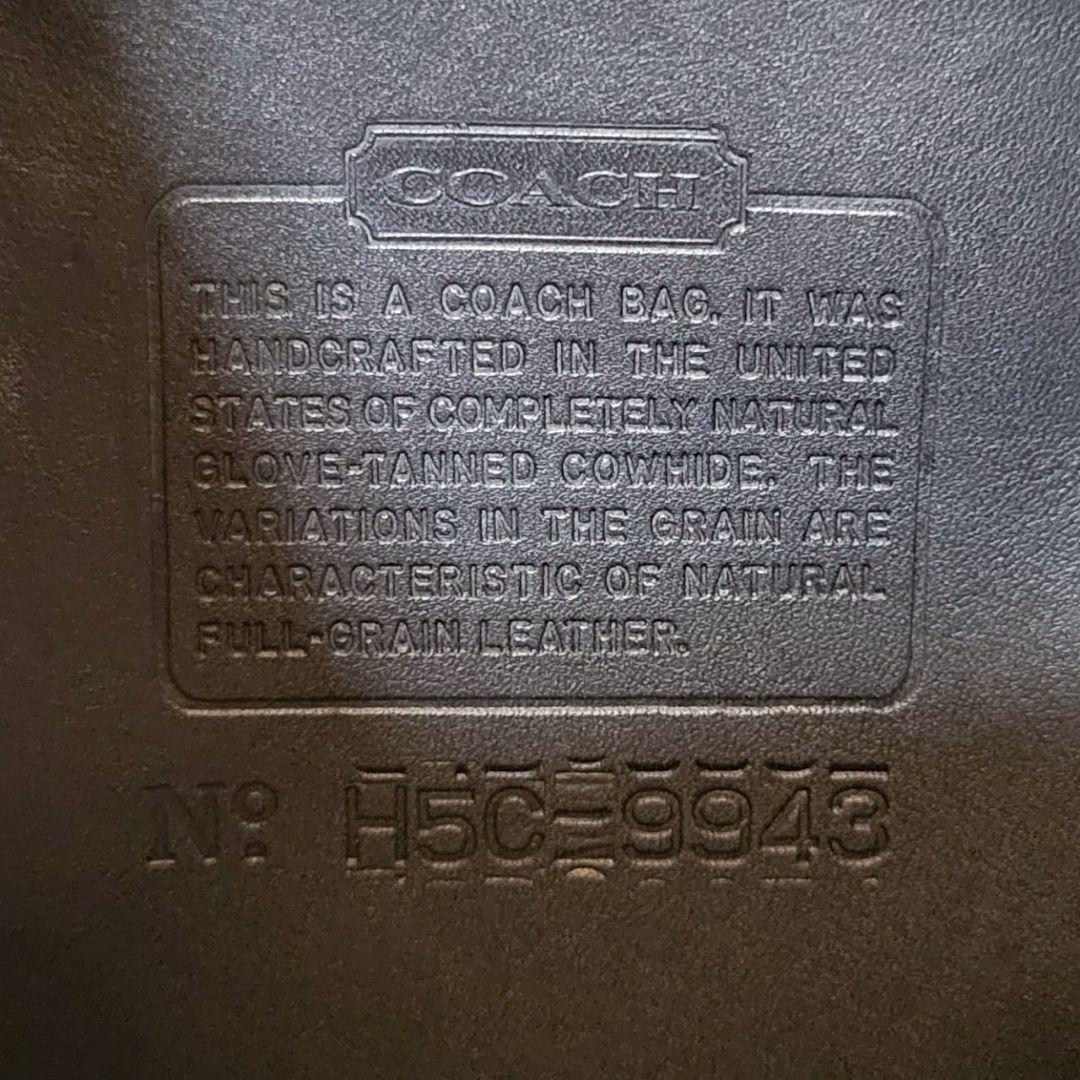 COACH
THIS IS A COACH BAG. IT WAS
HANDCRAFTED IN THE UNITED
STATES OF COMPLETELY NATURAL
GLOVE-TANNED COWHIDE. THE
VARIATIONS IN THE GRAIN ARE
CHARACTERISTIC OF NATURAL
FULL-GRAIN LEATHER.
Nº H5C-9943